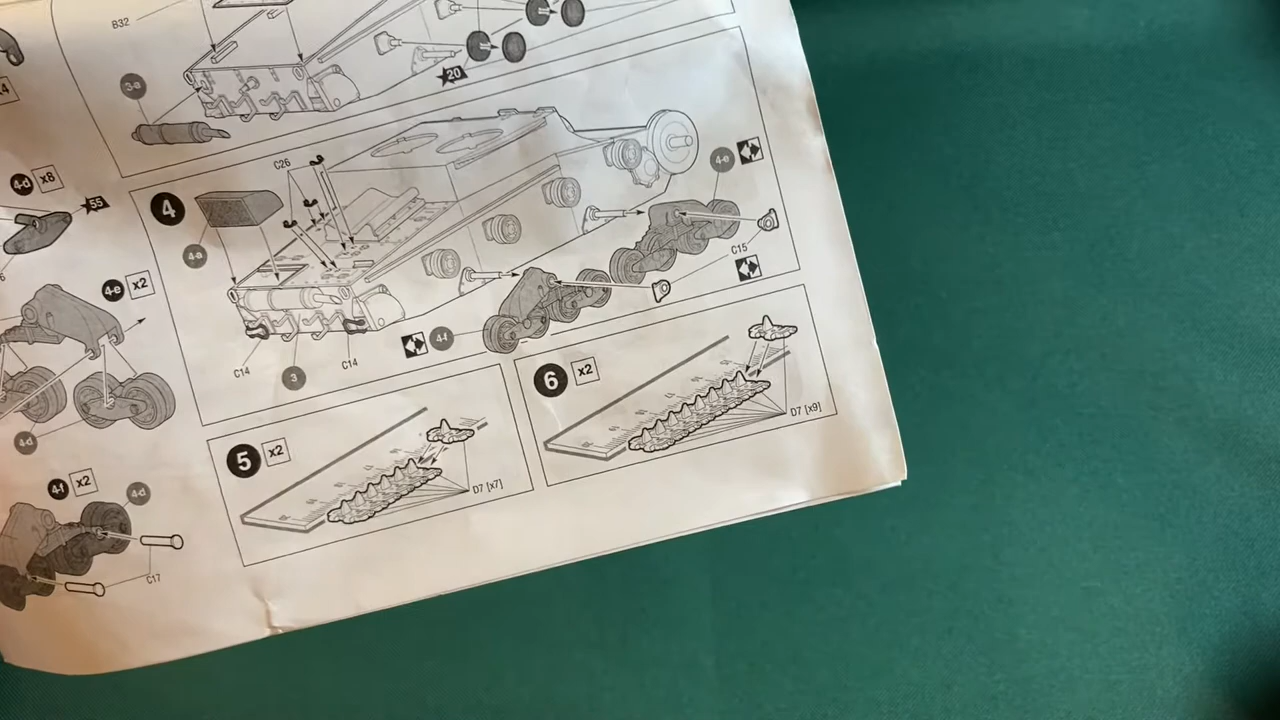 B32
3-a
20
4-d
x8
55
4-e
x2
4-d
4-f
x2
4-d
C17
4
C26
4-a
4-e
C15
4-f
C14
3
C14
5
x2
D7 [x7]
6
x2
D7 [x9]